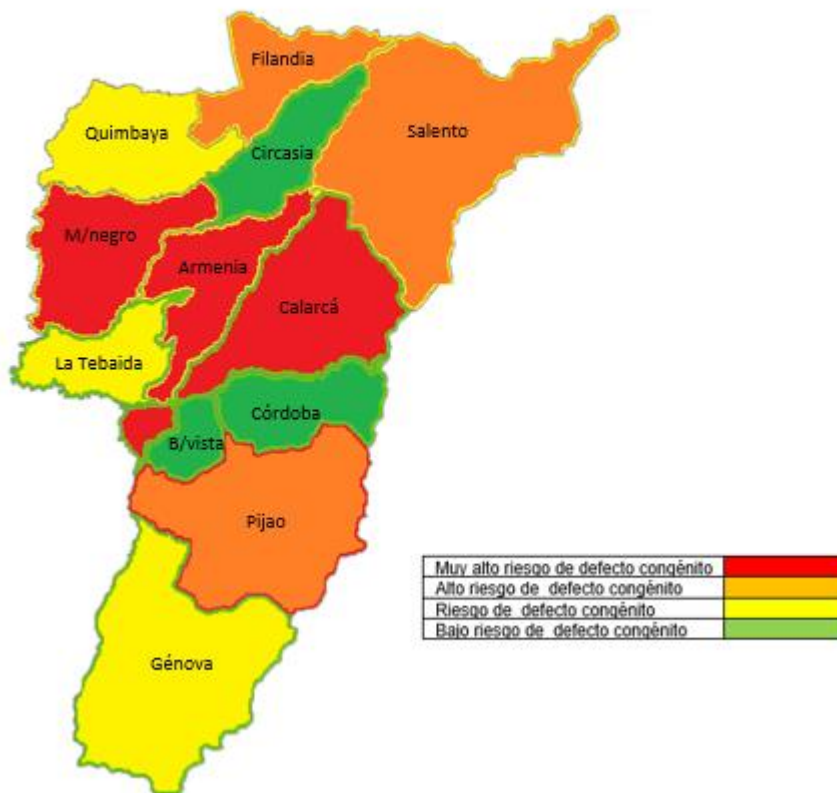 Filandia
Quimbaya
Circasia
Salento
M/negro
Armenia
Calarcá
La Tebaida
Córdoba
B/vista
Pijao
Génova
Muy alto riesgo de defecto congénito
Alto riesgo de defecto congénito
Riesgo de defecto congénito
Bajo riesgo de defecto congénito